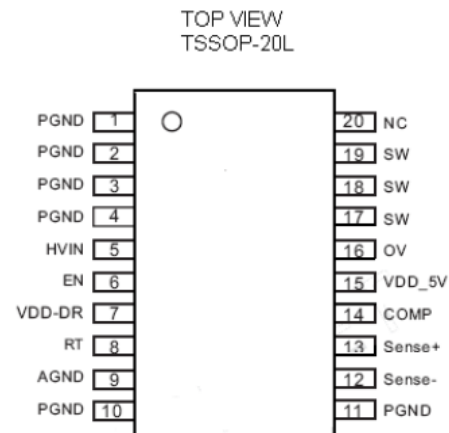 TOP VIEW
TSSOP-20L
PGND 1 20 NC
PGND 2 19 SW
PGND 3 18 SW
PGND 4 17 SW
HVIN 5 16 OV
EN 6 15 VDD_5V
VDD-DR 7 14 COMP
RT 8 13 Sense+
AGND 9 12 Sense-
PGND 10 11 PGND